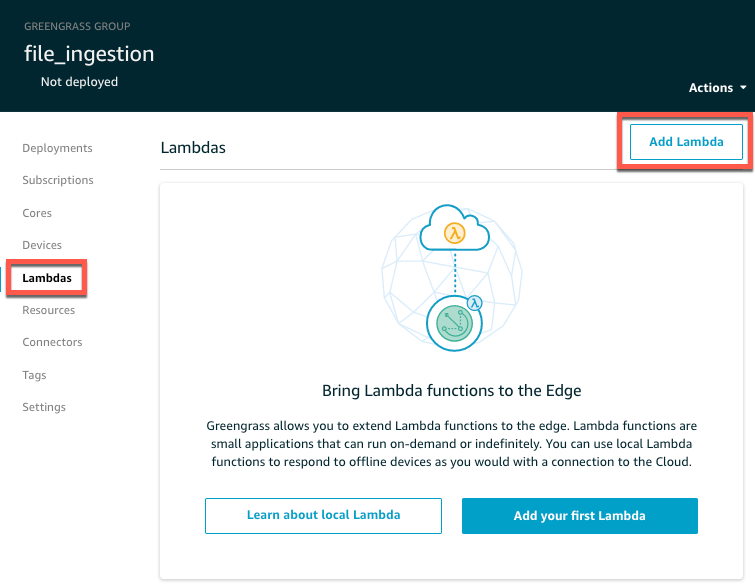 GREENGRASS GROUP
file_ingestion
Not deployed
Actions
Deployments
Subscriptions
Cores
Devices
Lambdas
Resources
Connectors
Tags
Settings
Lambdas
Add Lambda
λ
λ
Bring Lambda functions to the Edge
Greengrass allows you to extend Lambda functions to the edge. Lambda functions are
small applications that can run on-demand or indefinitely. You can use local Lambda
functions to respond to offline devices as you would with a connection to the Cloud.
Learn about local Lambda
Add your first Lambda